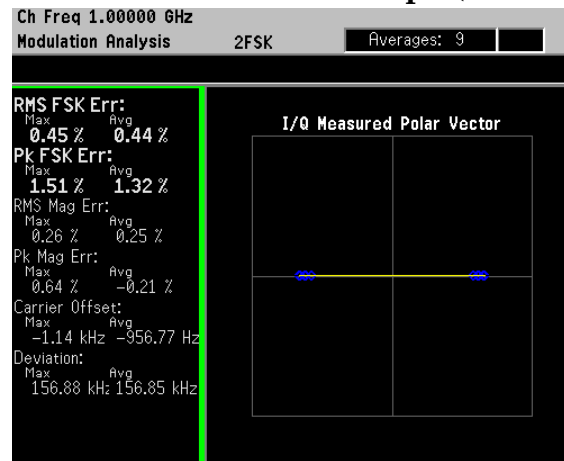 Ch Freq 1.00000 GHz
Modulation Analysis 2FSK Averages: 9
RMS FSK Err:
Max Avg
0.45 % 0.44 %
Pk FSK Err:
Max Avg
1.51 % 1.32 %
RMS Mag Err:
Max Avg
0.26 % 0.25 %
Pk Mag Err:
Max Avg
0.64 % -0.21 %
Carrier Offset:
Max Avg
-1.14 kHz -956.77 Hz
Deviation:
Max Avg
156.88 kHz 156.85 kHz
I/Q Measured Polar Vector